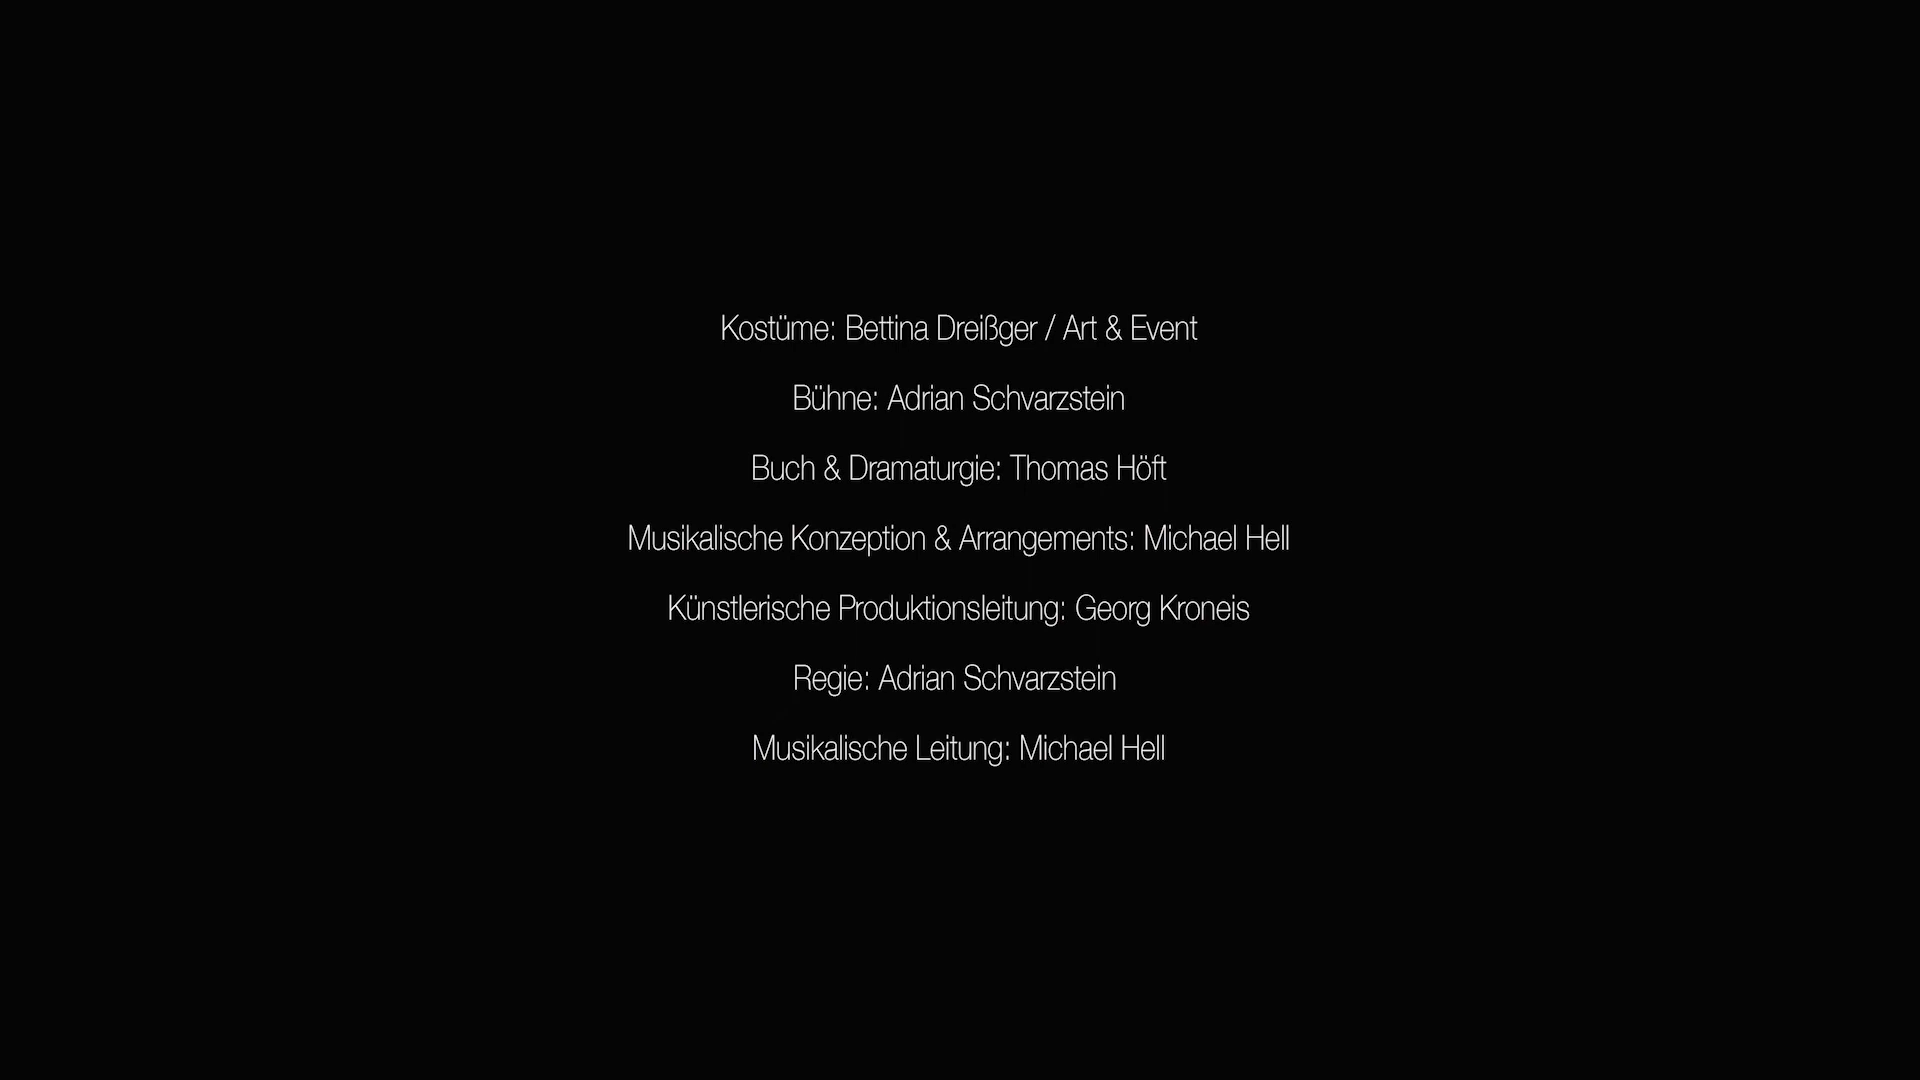 Kostüme: Bettina Dreißger / Art & Event
Bühne: Adrian Schvarzstein
Buch & Dramaturgie: Thomas Höft
Musikalische Konzeption & Arrangements: Michael Hell
Künstlerische Produktionsleitung: Georg Kroneis
Regie: Adrian Schvarzstein
Musikalische Leitung: Michael Hell